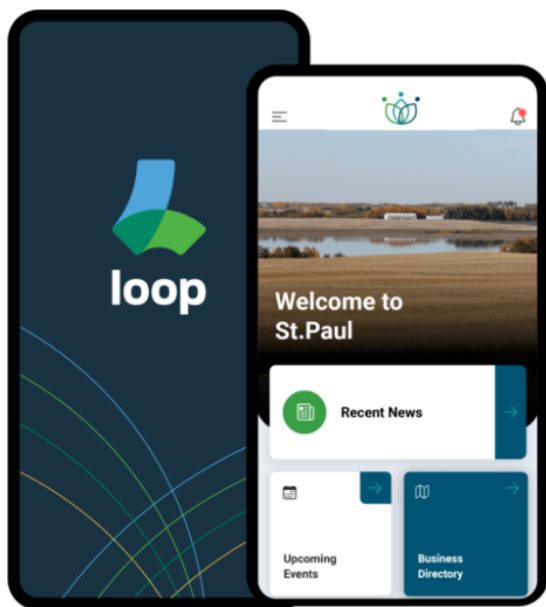 loop
Welcome to
St.Paul
Recent News
Upcoming
Events
Business
Directory